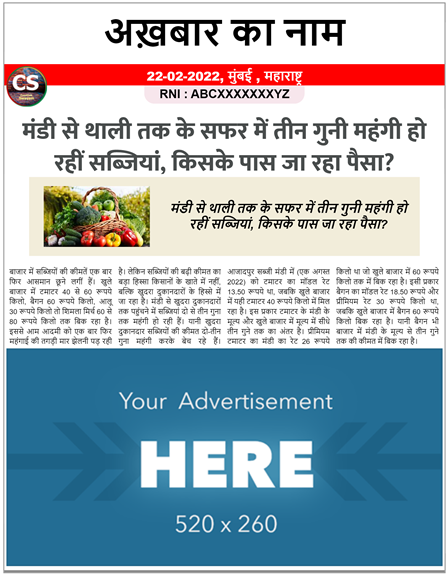 अख़बार का नाम
22-02-2022, मुंबई , महाराष्ट्र
CS
RNI : ABCXXXXXXXYZ
मंडी से थाली तक के सफर में तीन गुनी महंगी हो
रहीं सब्जियां, किसके पास जा रहा पैसा?
मंडी से थाली तक के सफर में तीन गुनी महंगी हो
रहीं सब्जियां, किसके पास जा रहा पैसा?
बाजार में सब्जियों की कीमतें एक बार
फिर आसमान छूने लगीं हैं। खुले
बाजार में टमाटर 40 से 60 रूपये
किलो, बैगन 60 रूपये किलो, आलू
30 रूपये किलो तो शिमला मिर्च 60 से
80 रूपये किलो तक बिक रहा है।
इससे आम आदमी को एक बार फिर
महंगाई की तगड़ी मार झेलनी पड़ रही
है। लेकिन सब्जियों की बढ़ी कीमत का
बड़ा हिस्सा किसानों के खाते में नहीं,
बल्कि खुदरा दुकानदारों के हिस्से में
जा रहा है। मंडी से खुदरा दुकानदारों
तक पहुंचने में सब्जियां दो से तीन गुना
तक महंगी हो रही हैं। यानी खुदरा
दुकानदार सब्जियों की कीमत दो-तीन
गुना महंगी करके बेच रहे हैं।
आजादपुर सब्जी मंडी में (एक अगस्त
2022) को टमाटर का मॉडल रेट
13.50 रूपये था, जबकि खुले बाजार
में यही टमाटर 40 रूपये किलो में मिल
रहा है। इस प्रकार टमाटर के मंडी के
मूल्य और खुले बाजार में मूल्य में सीधे
तीन गुने तक का अंतर है। प्रीमियम
टमाटर का मंडी का रेट 26 रूपये
किलो था जो खुले बाजार में 60 रूपये
किलो तक में बिक रहा है। इसी प्रकार
बैगन का मॉडल रेट 18.50 रूपये और
प्रीमियम रेट 30 रूपये किलो था,
जबकि खुले बाजार में बैगन 60 रूपये
किलो बिक रहा है। यानी बैगन भी
बाजार में मंडी के मूल्य से तीन गुने
तक की कीमत में बिक रहा है।
Your Advertisement
HERE
520 x 260